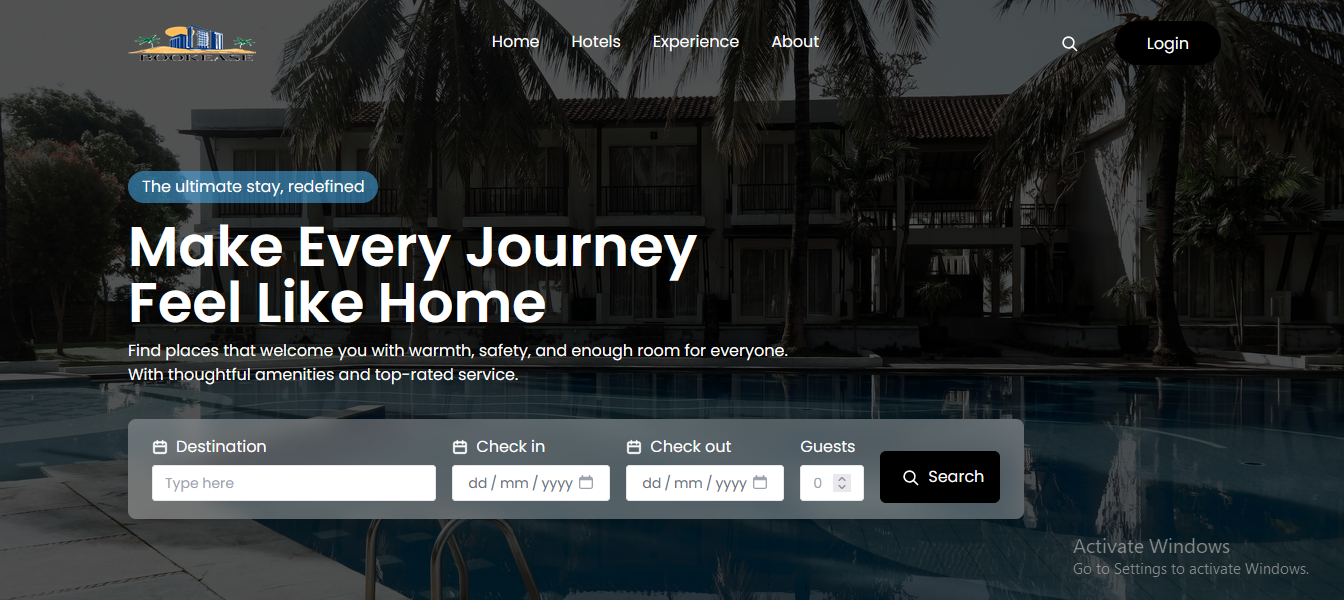 BOOKEASE
Home Hotels Experience About
Login
The ultimate stay, redefined
Make Every Journey
Feel Like Home
Find places that welcome you with warmth, safety, and enough room for everyone.
With thoughtful amenities and top-rated service.
Destination Check in Check out Guests
Type here dd / mm / yyyy dd / mm / yyyy 0 Search
Activate Windows
Go to Settings to activate Windows.